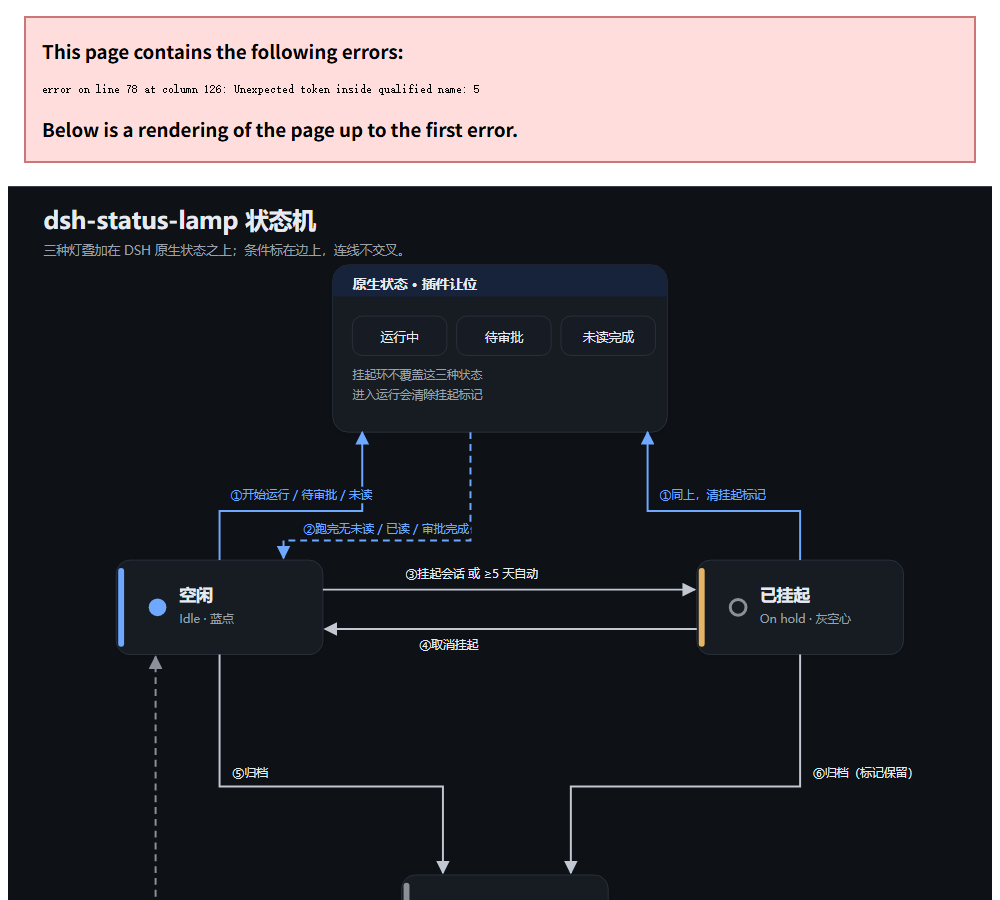 This page contains the following errors:
error on line 78 at column 126: Unexpected token inside qualified name: 5
Below is a rendering of the page up to the first error.
dsh-status-lamp 状态机
三种灯叠加在 DSH 原生状态之上；条件标在边上，连线不交叉。
原生状态 • 插件让位
运行中
待审批
未读完成
挂起环不覆盖这三种状态
进入运行会清除挂起标记
①开始运行 / 待审批 / 未读
①同上，清挂起标记
②跑完无未读 / 已读 / 审批完成
③挂起会话 或 ≥5 天自动
空闲
Idle · 蓝点
已挂起
On hold · 灰空心
④取消挂起
⑤归档
⑥归档（标记保留）